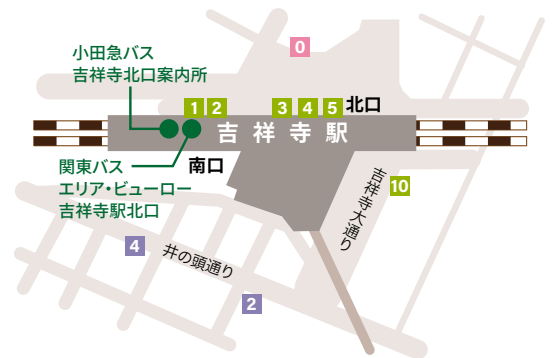 0
小田急バス
吉祥寺北口案内所
1 2 3 4 5 北口
吉祥寺駅
関東バス
エリア・ビューロー
吉祥寺駅北口
南口
吉祥寺大通り
10
4
井の頭通り
2